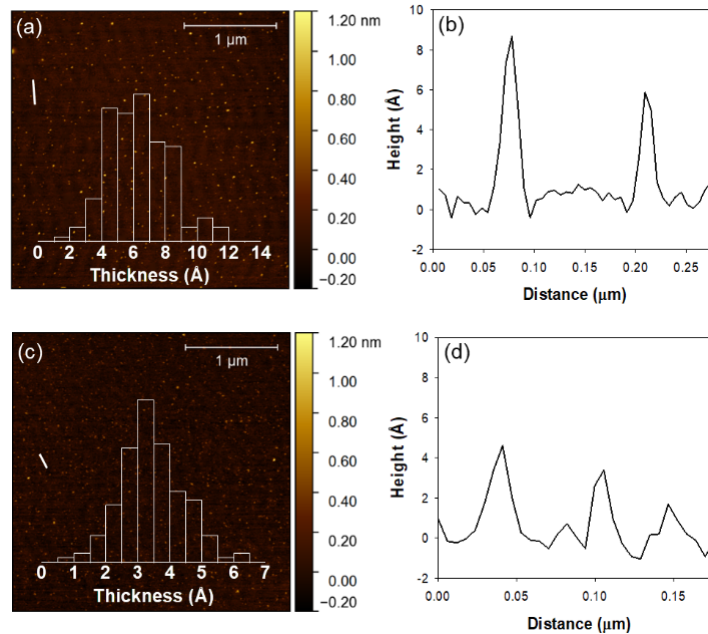 (a)
1 μm
1.20 nm
1.00
0.80
0.60
0.40
0.20
0.00
−0.20
0 2 4 6 8 10 12 14
Thickness (Å)
(b)
10
8
6
4
2
0
-2
Height (Å)
0.00 0.05 0.10 0.15 0.20 0.25
Distance (μm)
(c)
1 μm
1.20 nm
1.00
0.80
0.60
0.40
0.20
0.00
−0.20
0 1 2 3 4 5 6 7
Thickness (Å)
(d)
10
8
6
4
2
0
-2
Height (Å)
0.00 0.05 0.10 0.15
Distance (μm)